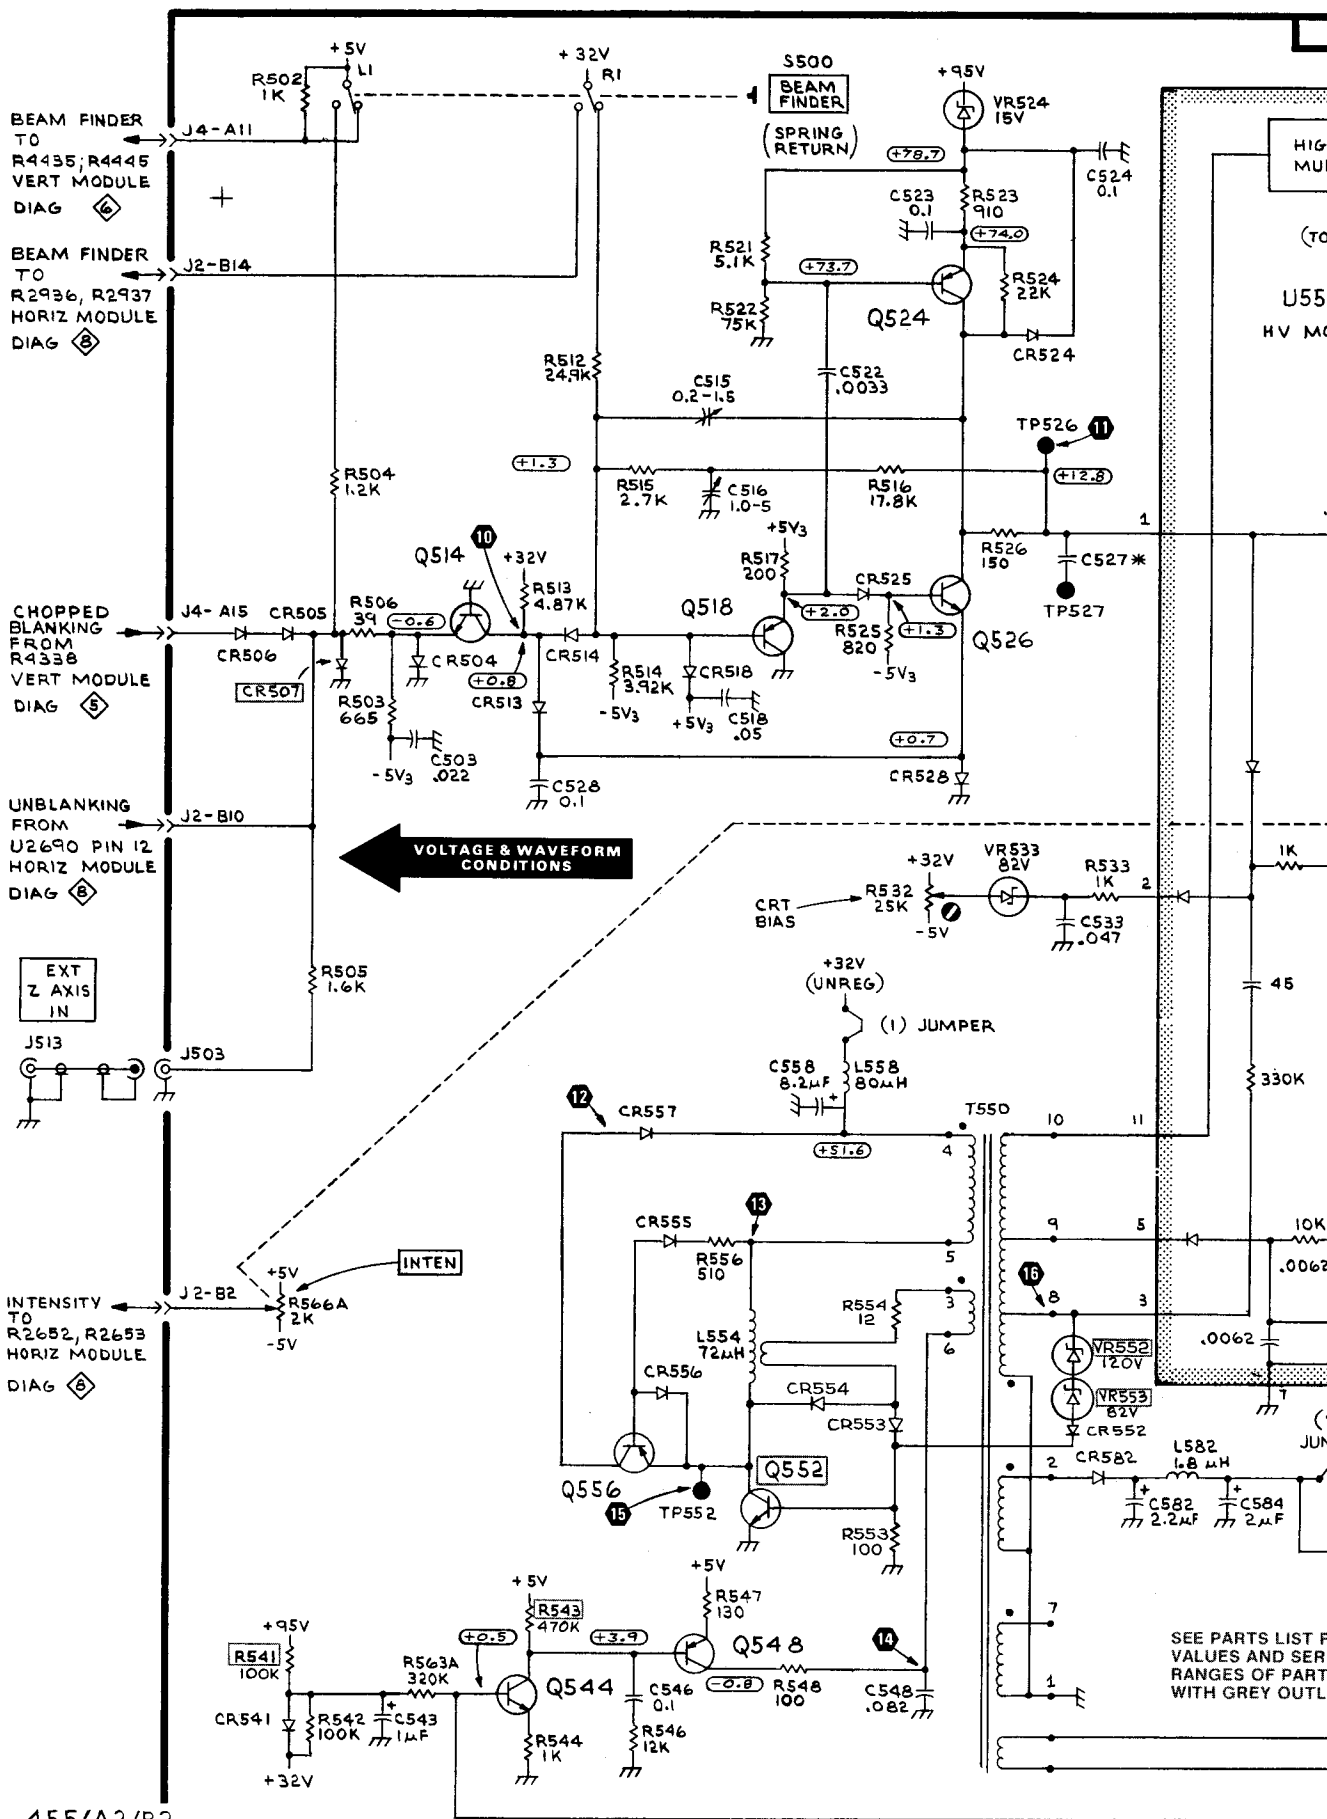 +5V
L1
R502
1K
+32V
R1
S500
BEAM
FINDER
(SPRING
RETURN)
+95V
VR524
15V
BEAM FINDER
TO
R4435; R4445
VERT MODULE
DIAG 6
J4-A11
+78.7
C524
0.1
C523
0.1
R523
910
+74.0
BEAM FINDER
TO
R2936, R2937
HORIZ MODULE
DIAG 8
J2-B14
R521
5.1K
+73.7
R524
22K
R522
75K
Q524
CR524
U55
R512
24.9K
C515
0.2-1.5
C522
.0033
TP526
11
+1.3
R504
1.2K
R515
2.7K
C516
1.0-5
R516
17.8K
+12.8
1
10
Q514
+32V
R513
4.87K
+5V3
R517
200
R526
150
C527*
TP527
CHOPPED
BLANKING
FROM
R4338
VERT MODULE
DIAG 5
J4-A15
CR506
CR505
R506
39
-0.6
CR507
CR504
+0.8
CR514
Q518
CR525
+2.0
R525
820
-5V3
+1.3
Q526
R503
665
-5V3
C503
.022
CR513
R514
3.92K
-5V3
CR518
+5V3
C518
.05
+0.7
CR528
C528
0.1
UNBLANKING
FROM
U2690 PIN 12
HORIZ MODULE
DIAG 8
J2-B10
VOLTAGE & WAVEFORM
CONDITIONS
+32V
R532
25K
-5V
CRT
BIAS
VR533
82V
R533
1K
2
C533
.047
1K
EXT
Z AXIS
IN
J513
J503
R505
1.6K
+32V
(UNREG)
(1) JUMPER
45
330K
C558
8.2µF
L558
80µH
12
CR557
+51.6
T550
4
10
11
13
CR555
R556
510
5
9
5
10K
.0062
INTENSITY
TO
R2652, R2653
HORIZ MODULE
DIAG 8
J2-B2
+5V
R566A
2K
-5V
INTEN
16
R554
12
3
6
8
3
L554
72µH
VR552
120V
.0062
CR556
CR554
CR553
VR553
82V
CR552
7
Q556
Q552
15
TP552
R553
100
2
CR582
L582
1.8 µH
C582
2.2µF
C584
2µF
+5V
R543
470K
+5V
R547
130
7
+95V
R541
100K
R563A
320K
+0.5
+3.9
Q548
14
-0.8
R548
100
C548
.082
CR541
R542
100K
C543
1µF
+32V
Q544
R544
1K
C546
0.1
R546
12K
1
SEE PARTS LIST F
VALUES AND SER
RANGES OF PART
WITH GREY OUTL